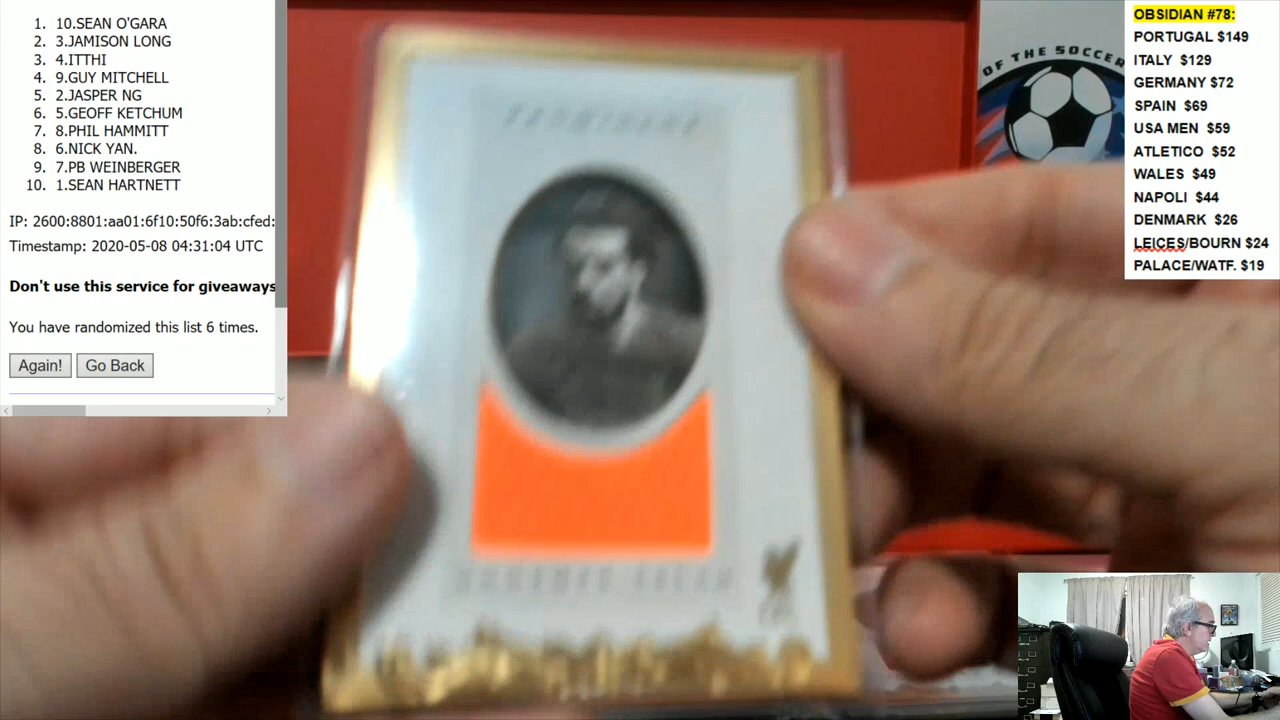 1. 10.SEAN O'GARA
2. 3.JAMISON LONG
3. 4.ITTHI
4. 9.GUY MITCHELL
5. 2.JASPER NG
6. 5.GEOFF KETCHUM
7. 8.PHIL HAMMITT
8. 6.NICK YAN.
9. 7.PB WEINBERGER
10. 1.SEAN HARTNETT
IP: 2600:8801:aa01:6f10:50f6:3ab:cfed:
Timestamp: 2020-05-08 04:31:04 UTC
Don't use this service for giveaways
You have randomized this list 6 times.
Again! Go Back
OF THE SOCCER
OBSIDIAN #78:
PORTUGAL $149
ITALY $129
GERMANY $72
SPAIN $69
USA MEN $59
ATLETICO $52
WALES $49
NAPOLI $44
DENMARK $26
LEICES/BOURN $24
PALACE/WATF. $19